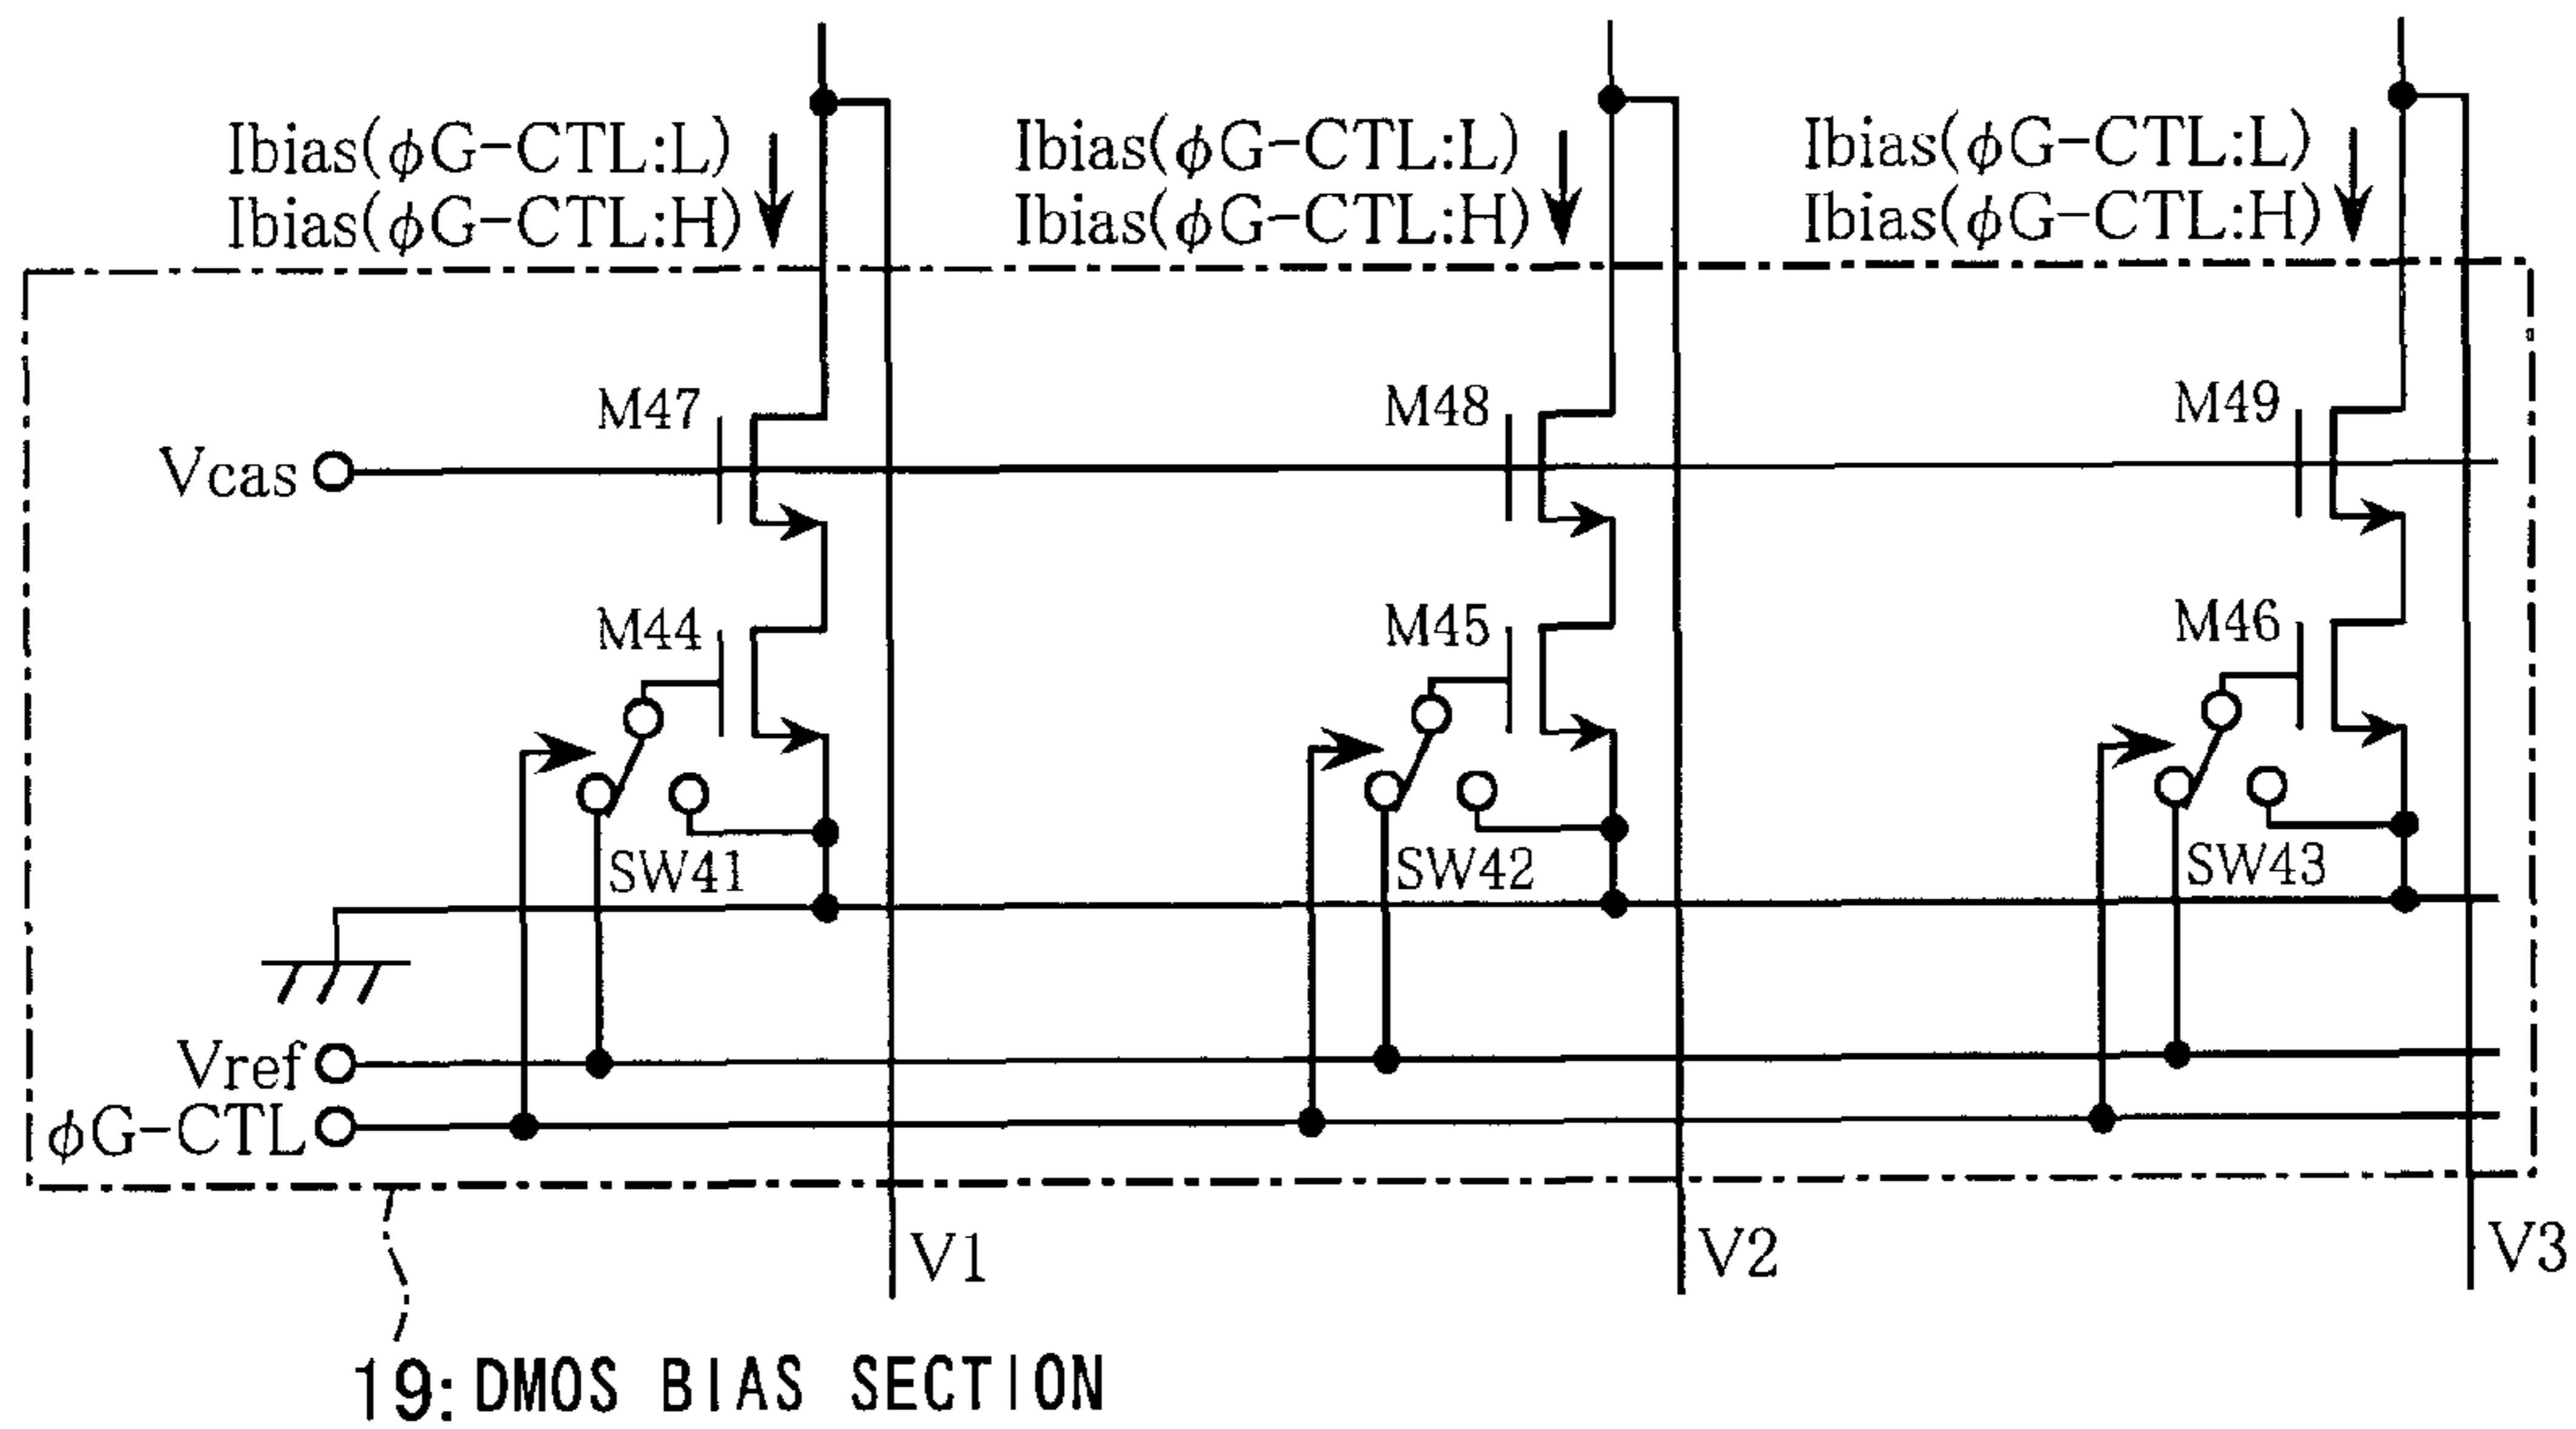 Ibias(ϕG-CTL:L)
Ibias(ϕG-CTL:H)
Ibias(ϕG-CTL:L)
Ibias(ϕG-CTL:H)
Ibias(ϕG-CTL:L)
Ibias(ϕG-CTL:H)
M47
M48
M49
Vcas
M44
M45
M46
SW41
SW42
SW43
Vref
ϕG-CTL
V1
V2
V3
19: DMOS BIAS SECTION